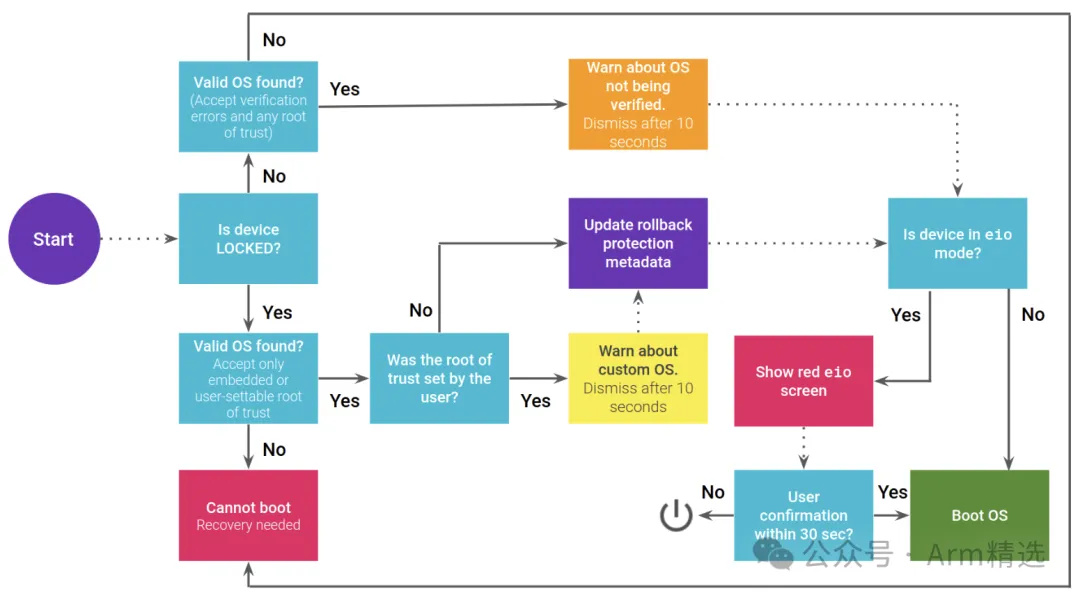 No
Valid OS found?
(Accept verification
errors and any root
of trust)
Yes
Warn about OS
not being
verified.
Dismiss after 10
seconds
No
Start
Is device
LOCKED?
Update rollback
protection
metadata
Is device in eio
mode?
Yes
No
Yes
No
Valid OS found?
Accept only
embedded or
user-settable root
of trust
Yes
Was the root of
trust set by the
user?
Yes
Warn about
custom OS.
Dismiss after 10
seconds
Show red eio
screen
No
Cannot boot
Recovery needed
No
User
confirmation
within 30 sec?
Yes
Boot OS
公众号 · Arm精选